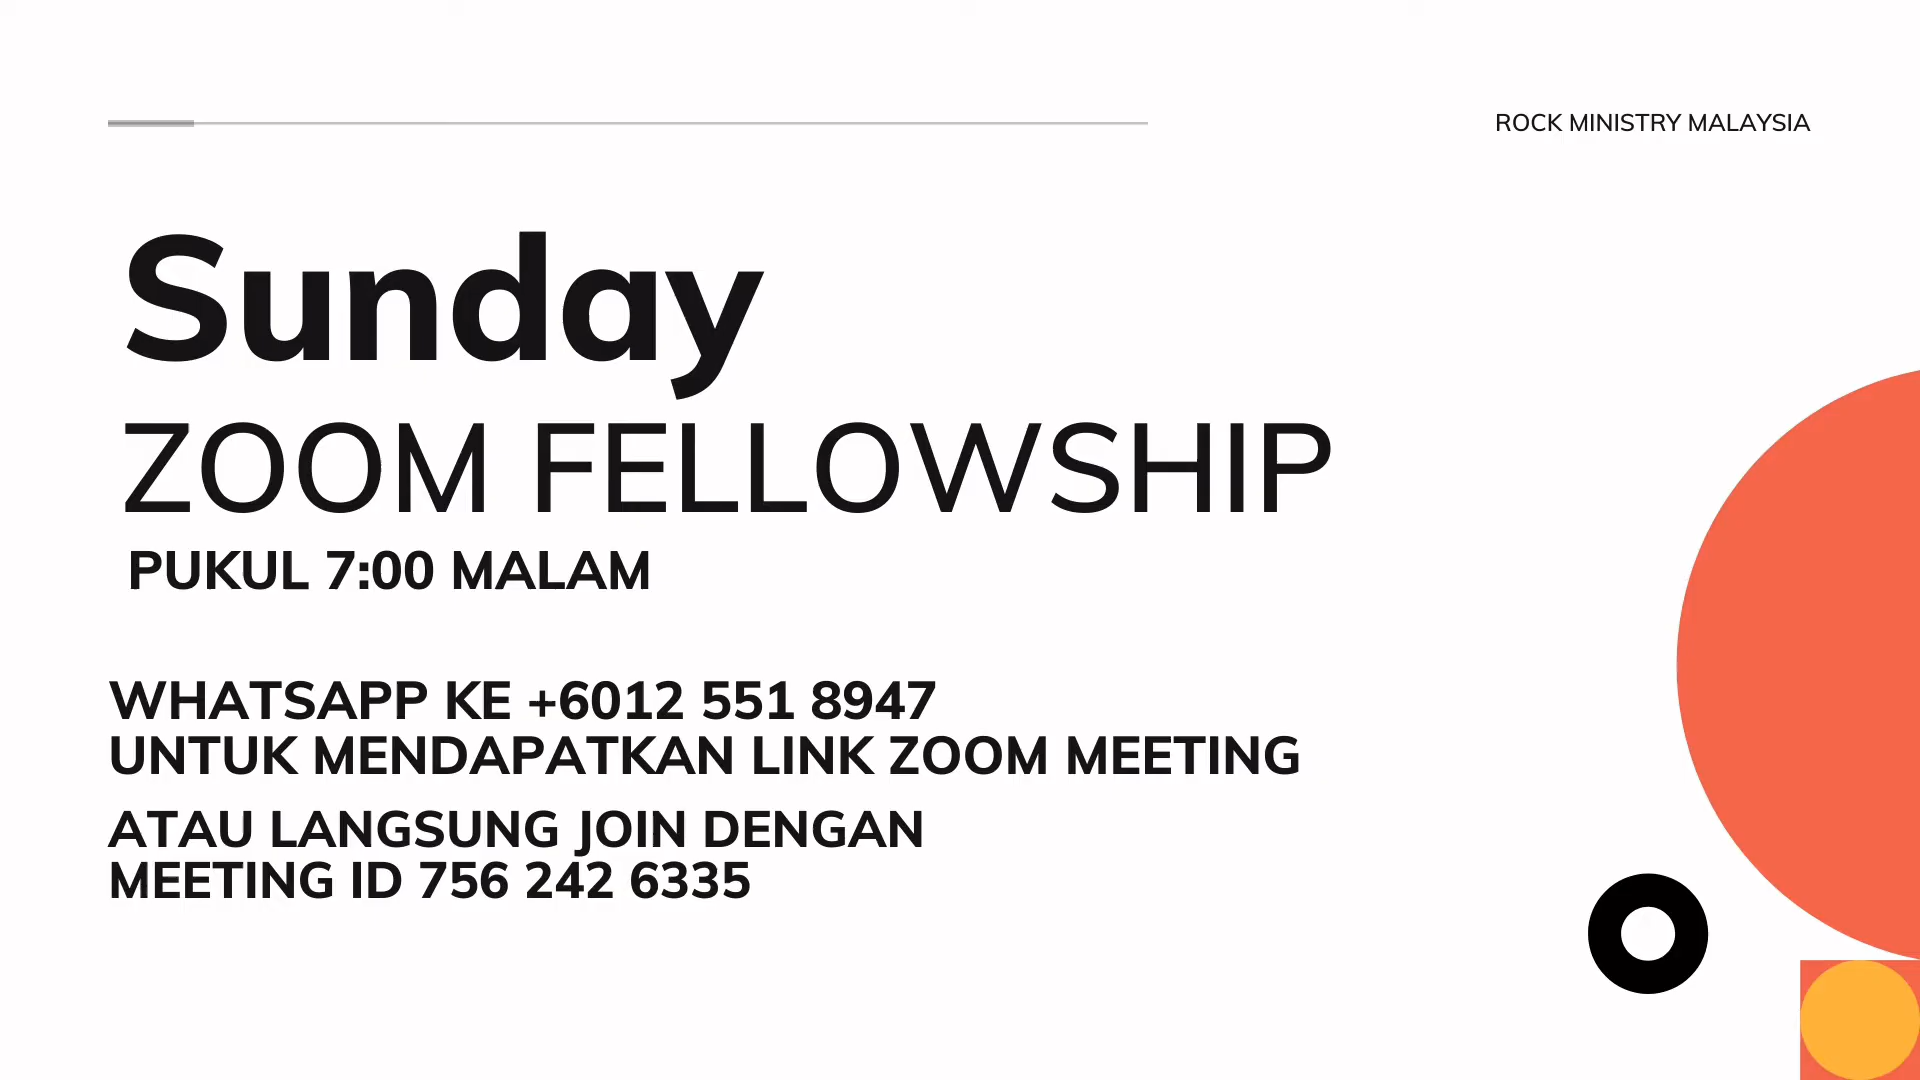 ROCK MINISTRY MALAYSIA
Sunday
ZOOM FELLOWSHIP
PUKUL 7:00 MALAM
WHATSAPP KE +6012 551 8947
UNTUK MENDAPATKAN LINK ZOOM MEETING
ATAU LANGSUNG JOIN DENGAN
MEETING ID 756 242 6335